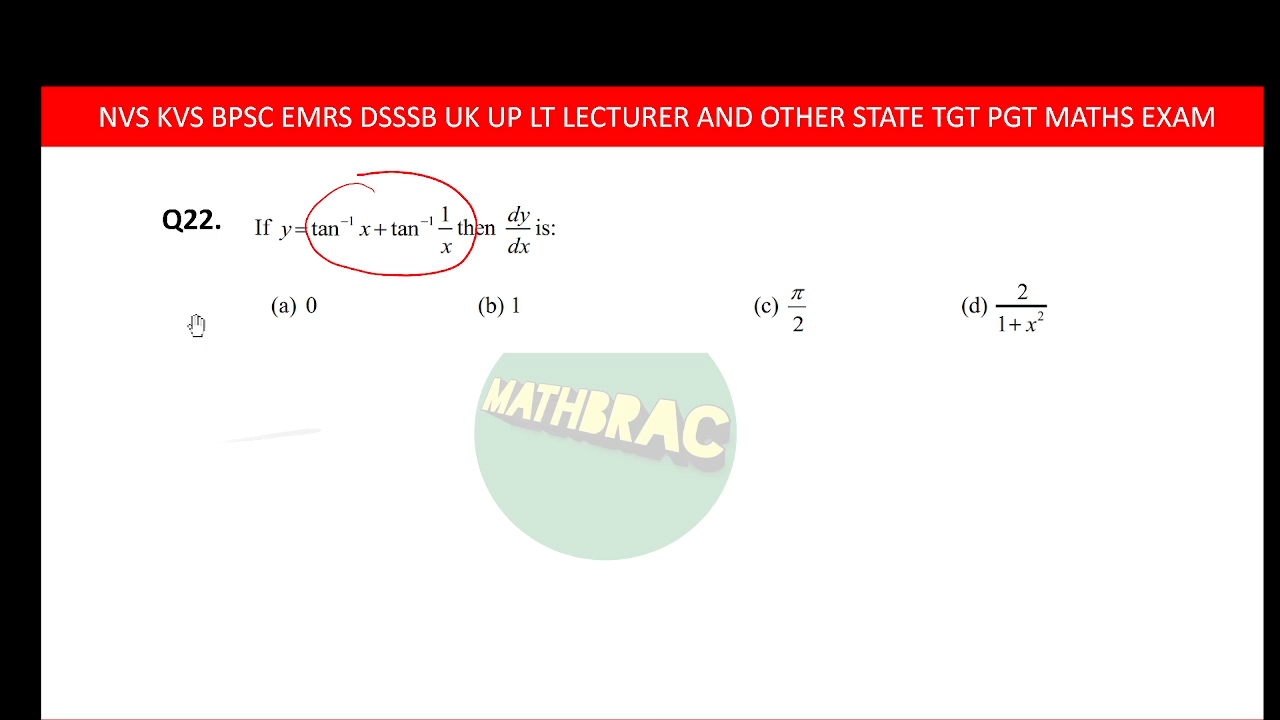 NVS KVS BPSC EMRS DSSSB UK UP LT LECTURER AND OTHER STATE TGT PGT MATHS EXAM
Q22. If y = tan⁻¹ x + tan⁻¹ 1/x then dy/dx is:
(a) 0 (b) 1 (c) π/2 (d) 2/(1+x²)
MATHBRAC